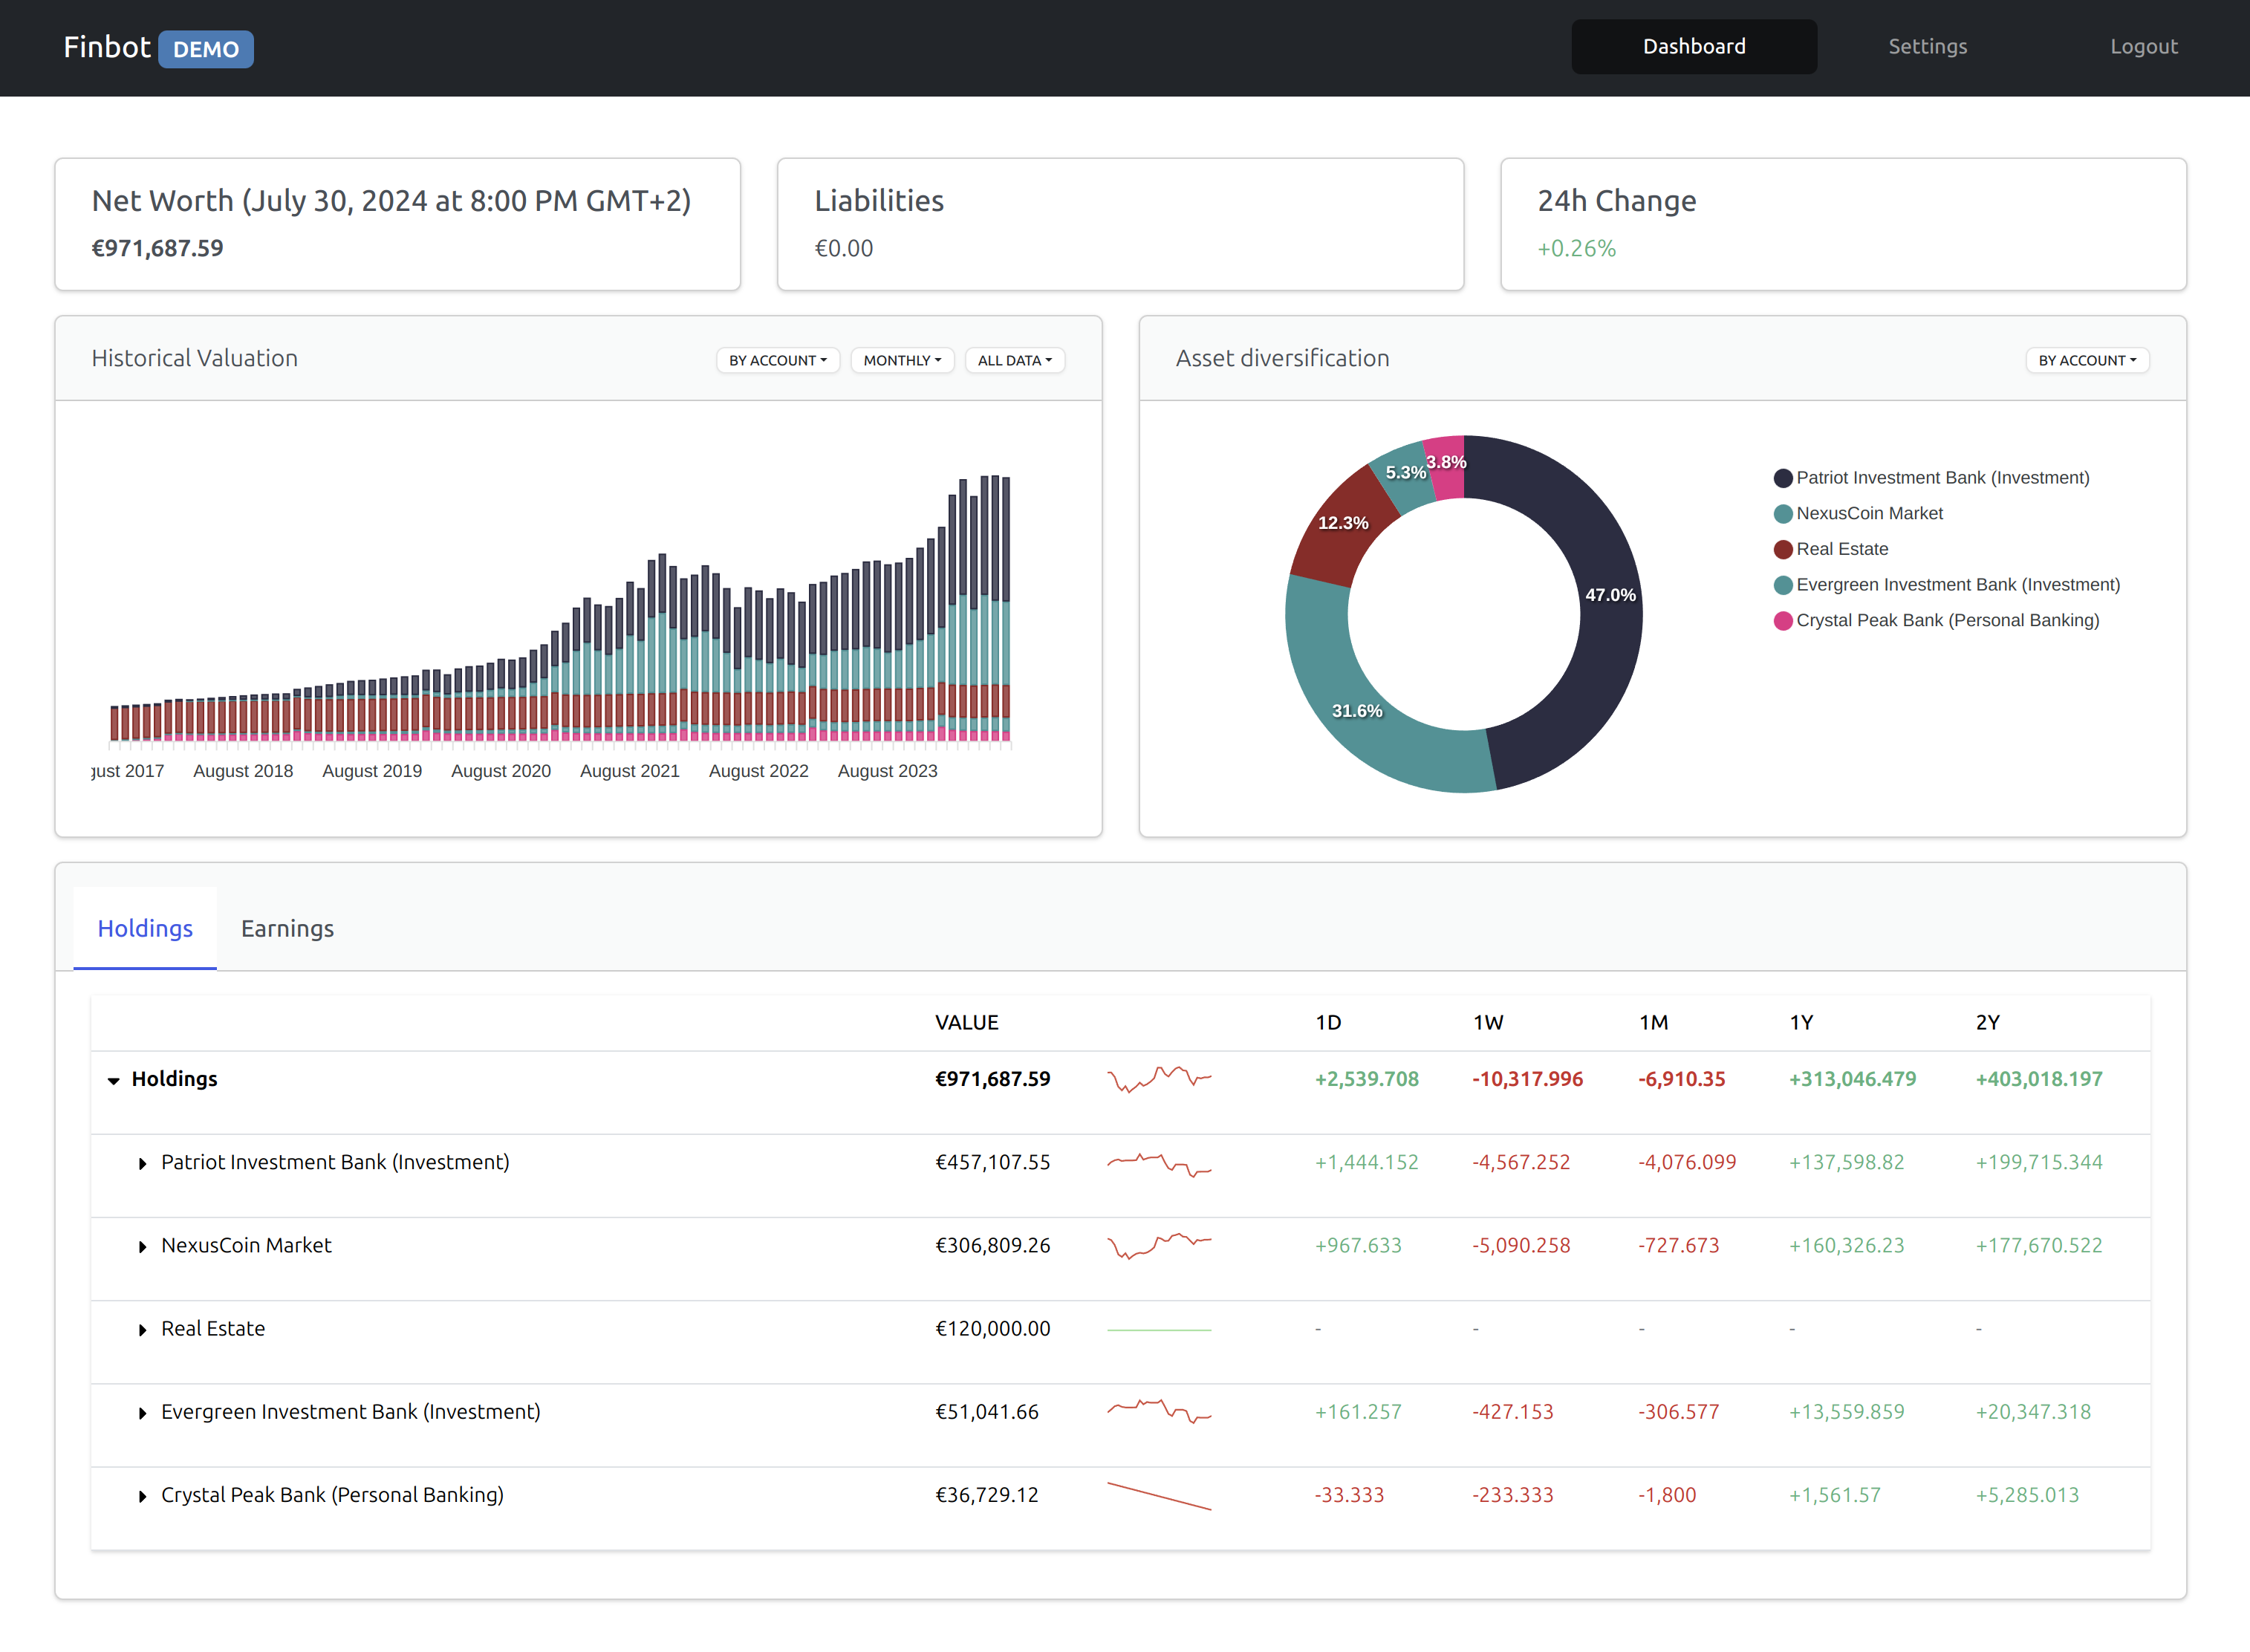 Finbot DEMO Dashboard Settings Logout
Net Worth (July 30, 2024 at 8:00 PM GMT+2)
€971,687.59
Liabilities
€0.00
24h Change
+0.26%
Historical Valuation BY ACCOUNT MONTHLY ALL DATA
gust 2017 August 2018 August 2019 August 2020 August 2021 August 2022 August 2023
Asset diversification BY ACCOUNT
3.8%
5.3%
12.3%
47.0%
31.6%
Patriot Investment Bank (Investment)
NexusCoin Market
Real Estate
Evergreen Investment Bank (Investment)
Crystal Peak Bank (Personal Banking)
Holdings Earnings
VALUE 1D 1W 1M 1Y 2Y
Holdings €971,687.59 +2,539.708 -10,317.996 -6,910.35 +313,046.479 +403,018.197
Patriot Investment Bank (Investment) €457,107.55 +1,444.152 -4,567.252 -4,076.099 +137,598.82 +199,715.344
NexusCoin Market €306,809.26 +967.633 -5,090.258 -727.673 +160,326.23 +177,670.522
Real Estate €120,000.00 - - - - -
Evergreen Investment Bank (Investment) €51,041.66 +161.257 -427.153 -306.577 +13,559.859 +20,347.318
Crystal Peak Bank (Personal Banking) €36,729.12 -33.333 -233.333 -1,800 +1,561.57 +5,285.013